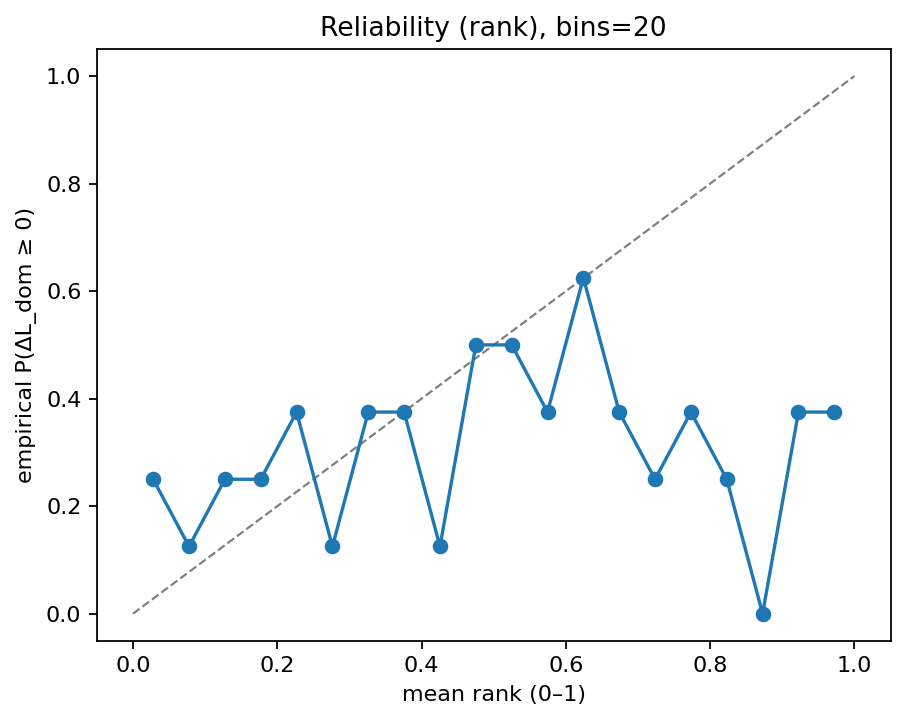 Reliability (rank), bins=20
empirical P(ΔL_dom ≥ 0)
1.0
0.8
0.6
0.4
0.2
0.0
0.0 0.2 0.4 0.6 0.8 1.0
mean rank (0–1)